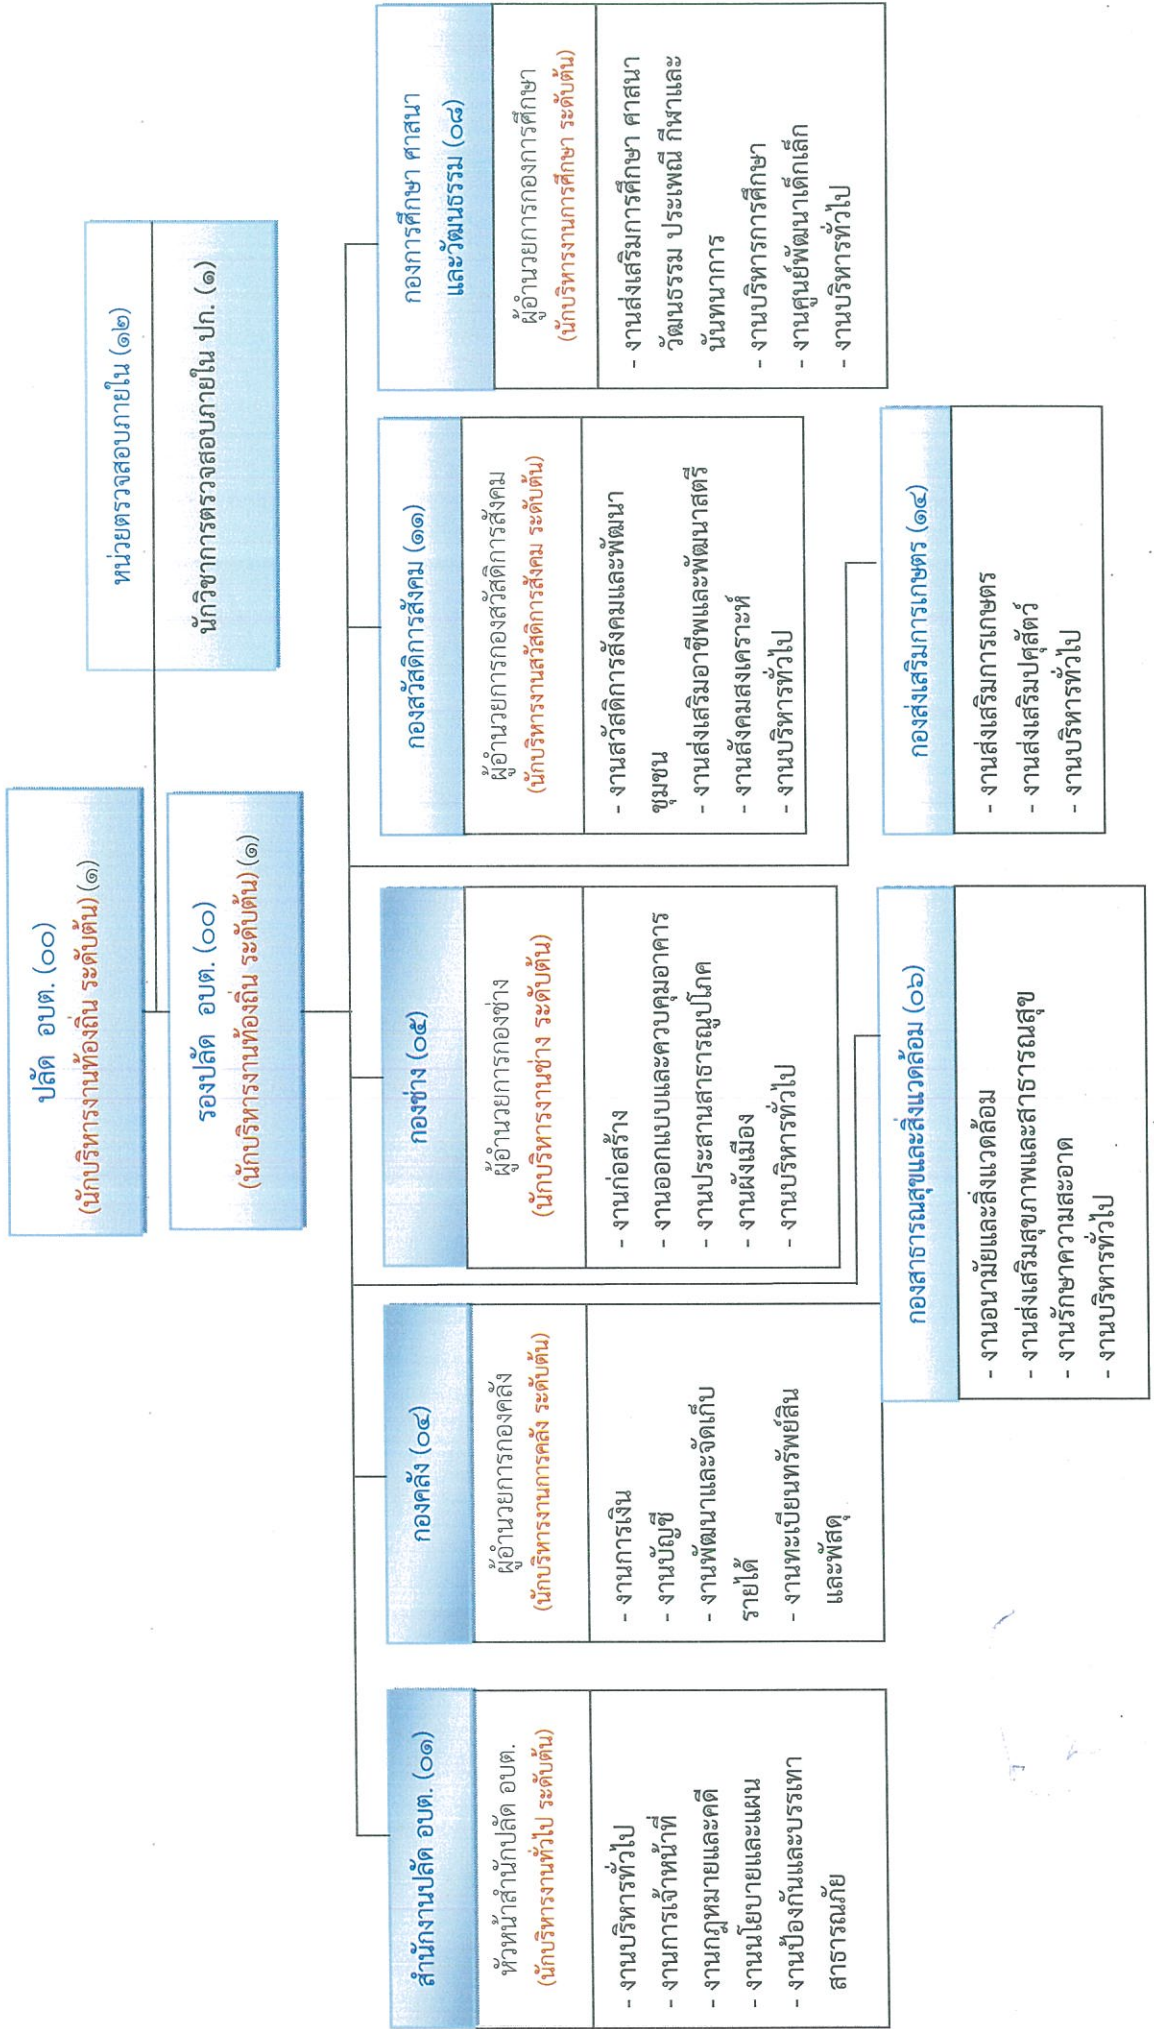 ปลัด อบต. (๐๐)
(นักบริหารงานท้องถิ่น ระดับต้น) (๑)
รองปลัด อบต. (๐๐)
(นักบริหารงานท้องถิ่น ระดับต้น) (๑)
หน่วยตรวจสอบภายใน (๑๒)
นักวิชาการตรวจสอบภายใน ปก. (๑)
สำนักงานปลัด อบต. (๐๑)
หัวหน้าสำนักปลัด อบต.
(นักบริหารงานทั่วไป ระดับต้น)
- งานบริหารทั่วไป
- งานการเจ้าหน้าที่
- งานกฎหมายและคดี
- งานนโยบายและแผน
- งานป้องกันและบรรเทา
สาธารณภัย
กองคลัง (๐๔)
ผู้อำนวยการกองคลัง
(นักบริหารงานการคลัง ระดับต้น)
- งานการเงิน
- งานบัญชี
- งานพัฒนาและจัดเก็บ
รายได้
- งานทะเบียนทรัพย์สิน
และพัสดุ
กองช่าง (๐๕)
ผู้อำนวยการกองช่าง
(นักบริหารงานช่าง ระดับต้น)
- งานก่อสร้าง
- งานออกแบบและควบคุมอาคาร
- งานประสานสาธารณูปโภค
- งานผังเมือง
- งานบริหารทั่วไป
กองสวัสดิการสังคม (๑๑)
ผู้อำนวยการกองสวัสดิการสังคม
(นักบริหารงานสวัสดิการสังคม ระดับต้น)
- งานสวัสดิการสังคมและพัฒนา
ชุมชน
- งานส่งเสริมอาชีพและพัฒนาสตรี
- งานสังคมสงเคราะห์
- งานบริหารทั่วไป
กองการศึกษา ศาสนา
และวัฒนธรรม (๐๘)
ผู้อำนวยการกองการศึกษา
(นักบริหารงานการศึกษา ระดับต้น)
- งานส่งเสริมการศึกษา ศาสนา
วัฒนธรรม ประเพณี กีฬาและ
นันทนาการ
- งานบริหารการศึกษา
- งานศูนย์พัฒนาเด็กเล็ก
- งานบริหารทั่วไป
กองสาธารณสุขและสิ่งแวดล้อม (๐๖)
- งานอนามัยและสิ่งแวดล้อม
- งานส่งเสริมสุขภาพและสาธารณสุข
- งานรักษาความสะอาด
- งานบริหารทั่วไป
กองส่งเสริมการเกษตร (๑๔)
- งานส่งเสริมการเกษตร
- งานส่งเสริมปศุสัตว์
- งานบริหารทั่วไป